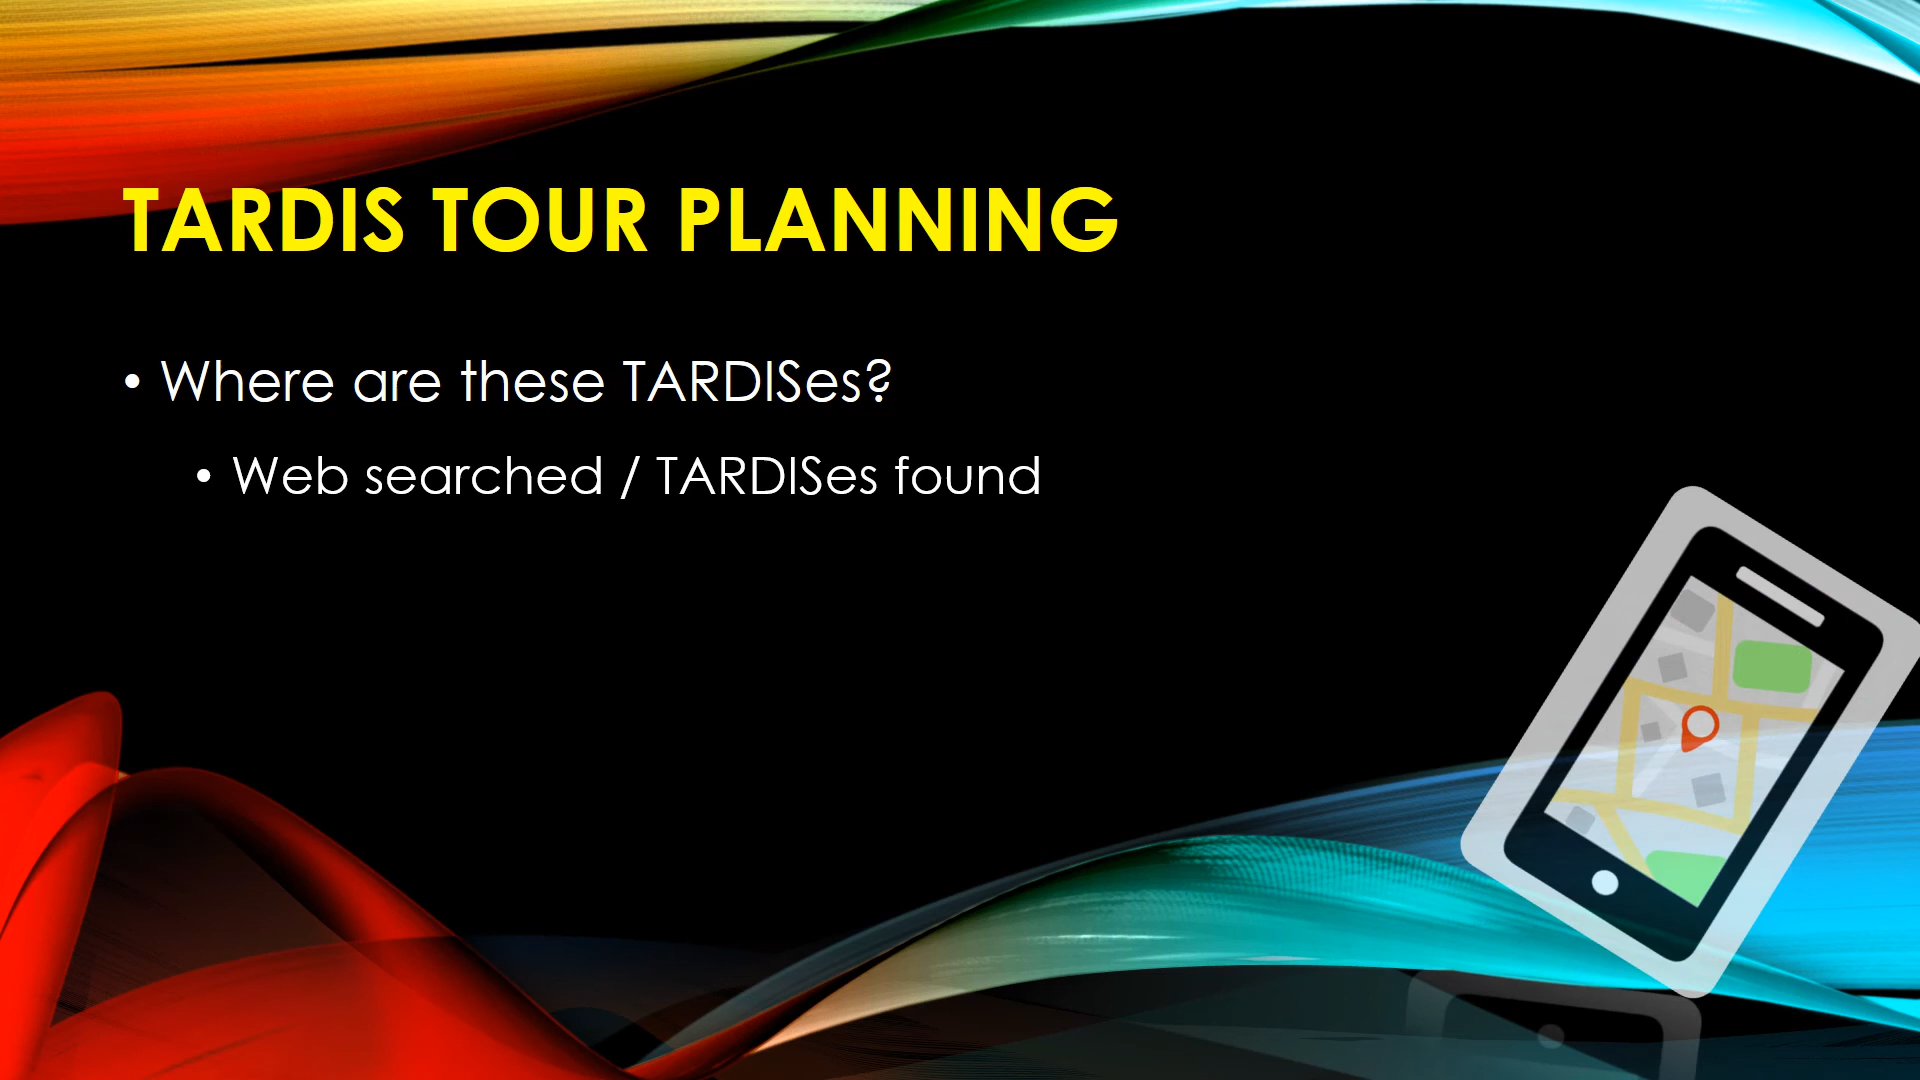 TARDIS TOUR PLANNING
• Where are these TARDISes?
• Web searched / TARDISes found